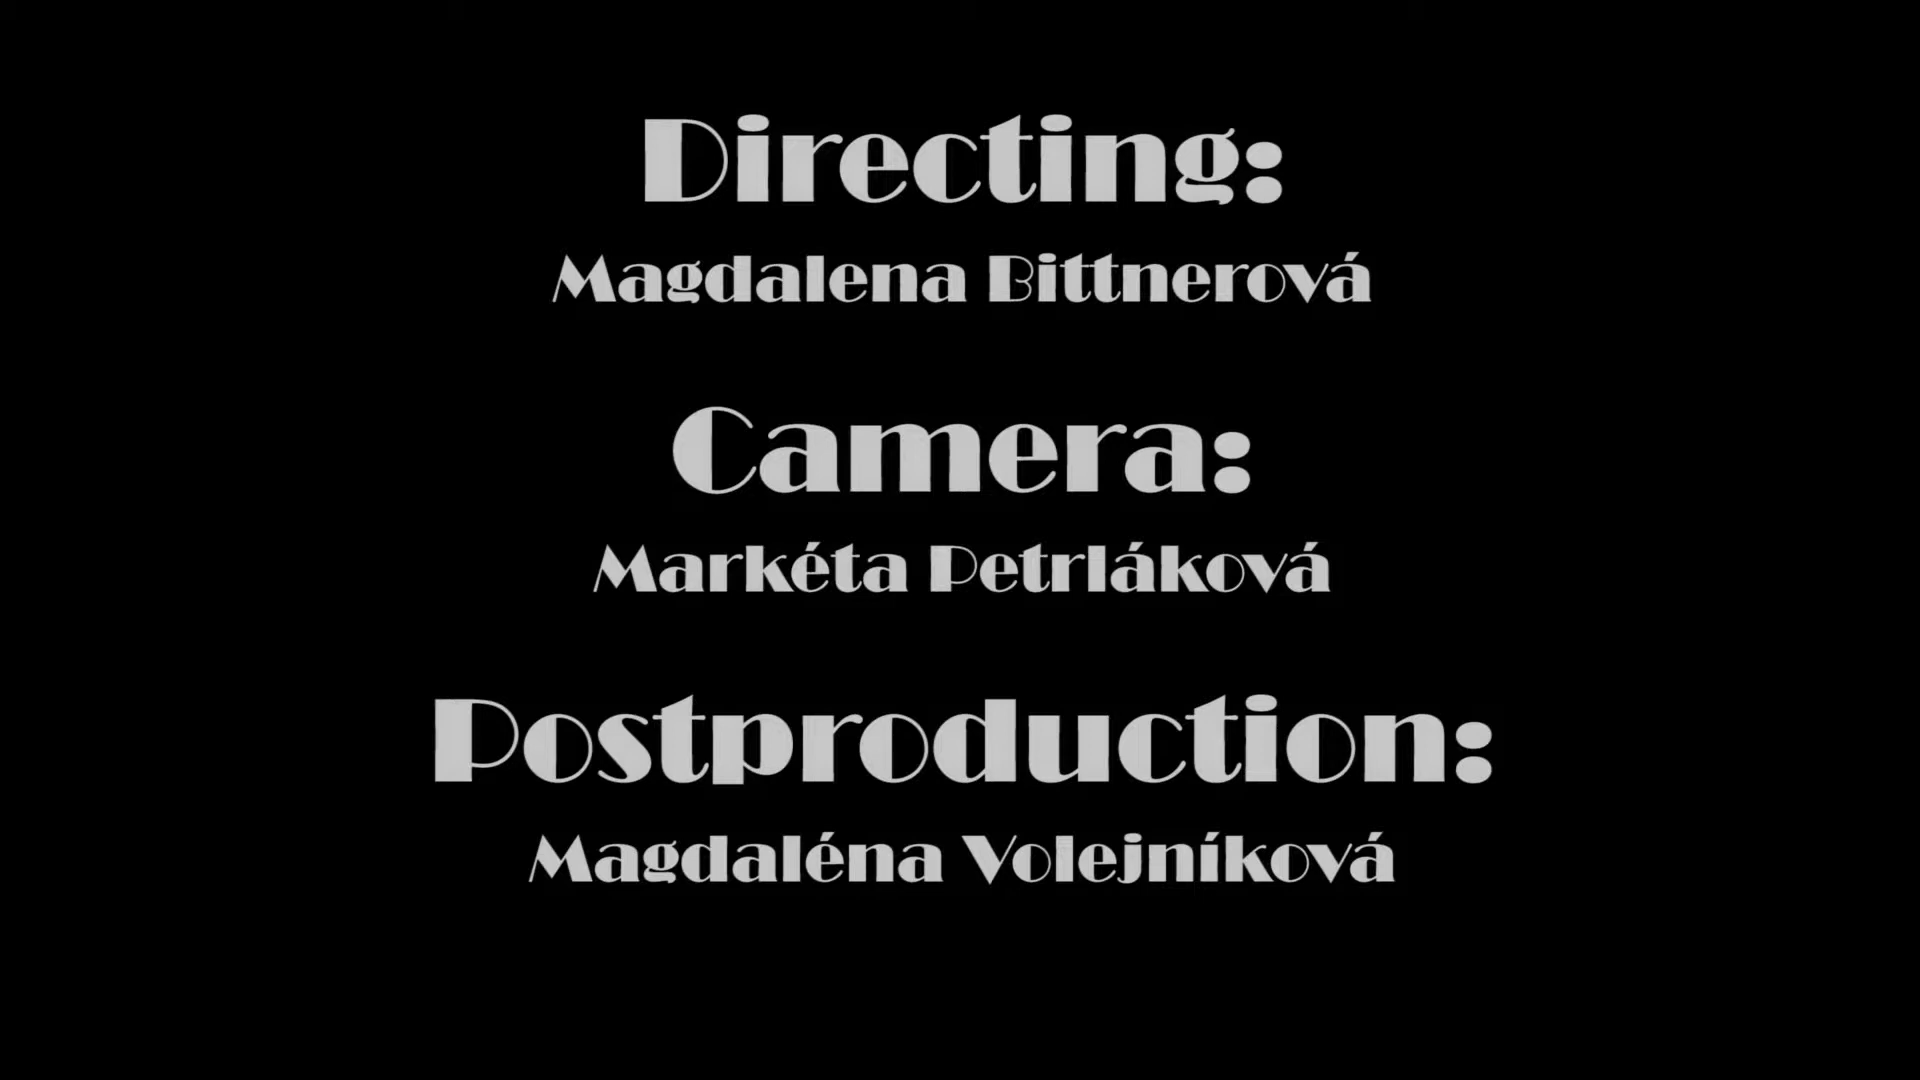 Directing:
Magdalena Bittnerová
Camera:
Markéta Petrláková
Postproduction:
Magdaléna Volejníková